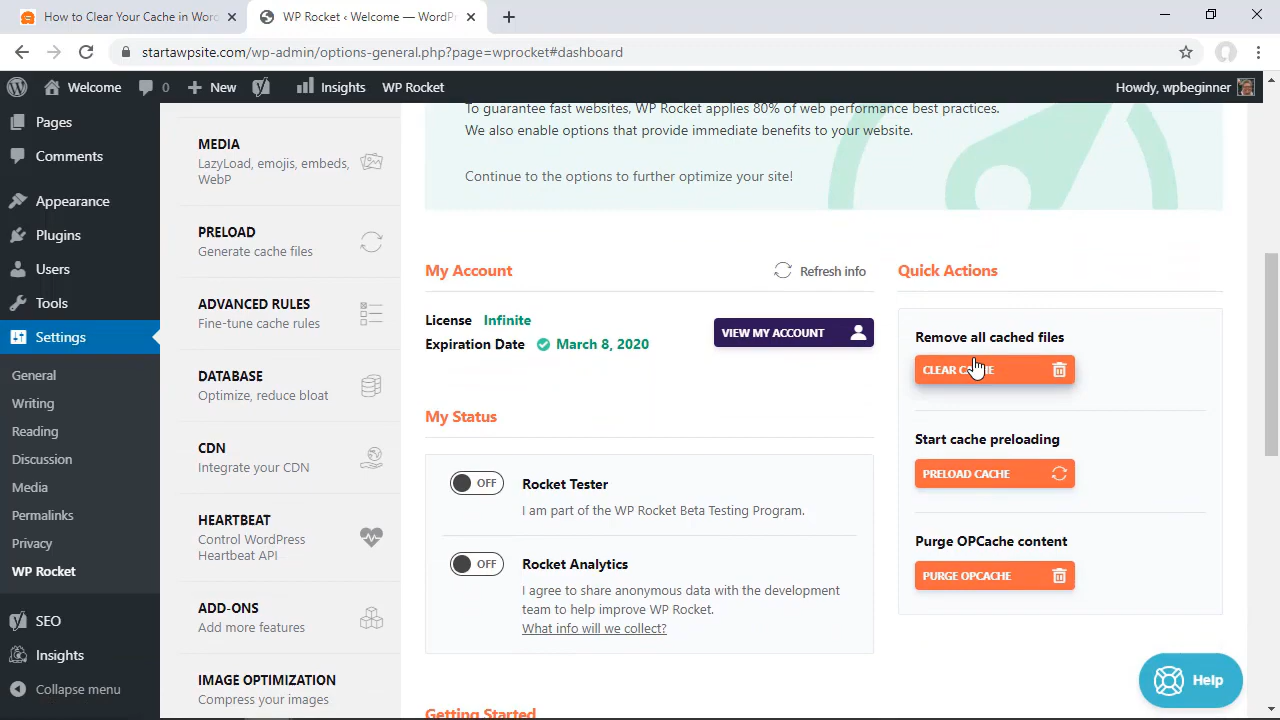 How to Clear Your Cache in Wor
WP Rocket ‹ Welcome — WordP
startawpsite.com/wp-admin/options-general.php?page=wprocket#dashboard
Welcome
0
New
Insights
WP Rocket
Howdy, wpbeginner
Pages
Comments
Appearance
Plugins
Users
Tools
Settings
General
Writing
Reading
Discussion
Media
Permalinks
Privacy
WP Rocket
SEO
Insights
Collapse menu
MEDIA
LazyLoad, emojis, embeds,
WebP
PRELOAD
Generate cache files
ADVANCED RULES
Fine-tune cache rules
DATABASE
Optimize, reduce bloat
CDN
Integrate your CDN
HEARTBEAT
Control WordPress
Heartbeat API
ADD-ONS
Add more features
IMAGE OPTIMIZATION
Compress your images
To guarantee fast websites, WP Rocket applies 80% of web performance best practices.
We also enable options that provide immediate benefits to your website.
Continue to the options to further optimize your site!
My Account
Refresh info
License Infinite
Expiration Date March 8, 2020
VIEW MY ACCOUNT
My Status
OFF
Rocket Tester
I am part of the WP Rocket Beta Testing Program.
OFF
Rocket Analytics
I agree to share anonymous data with the development
team to help improve WP Rocket.
What info will we collect?
Getting Started
Quick Actions
Remove all cached files
CLEAR CACHE
Start cache preloading
PRELOAD CACHE
Purge OPCache content
PURGE OPCACHE
Help